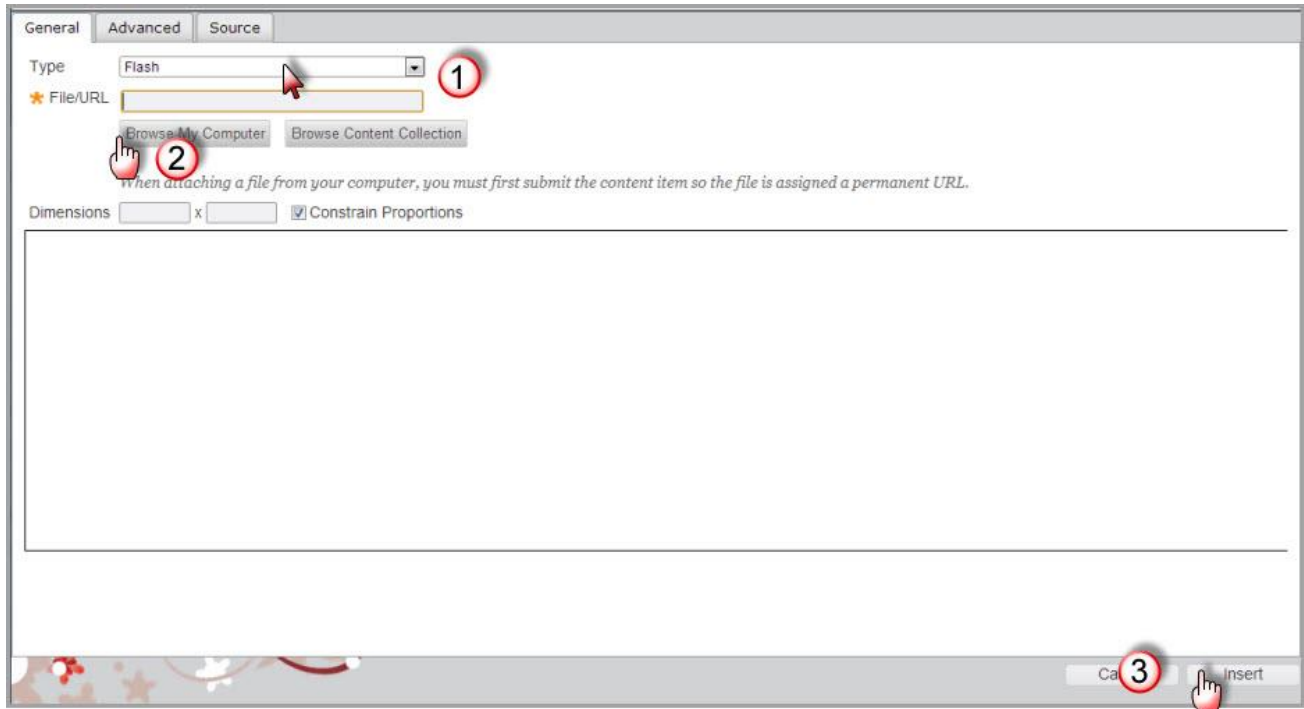 General Advanced Source
Type Flash 1
File/URL
Browse My Computer Browse Content Collection
2
When attaching a file from your computer, you must first submit the content item so the file is assigned a permanent URL.
Dimensions x Constrain Proportions
Ca 3 Insert